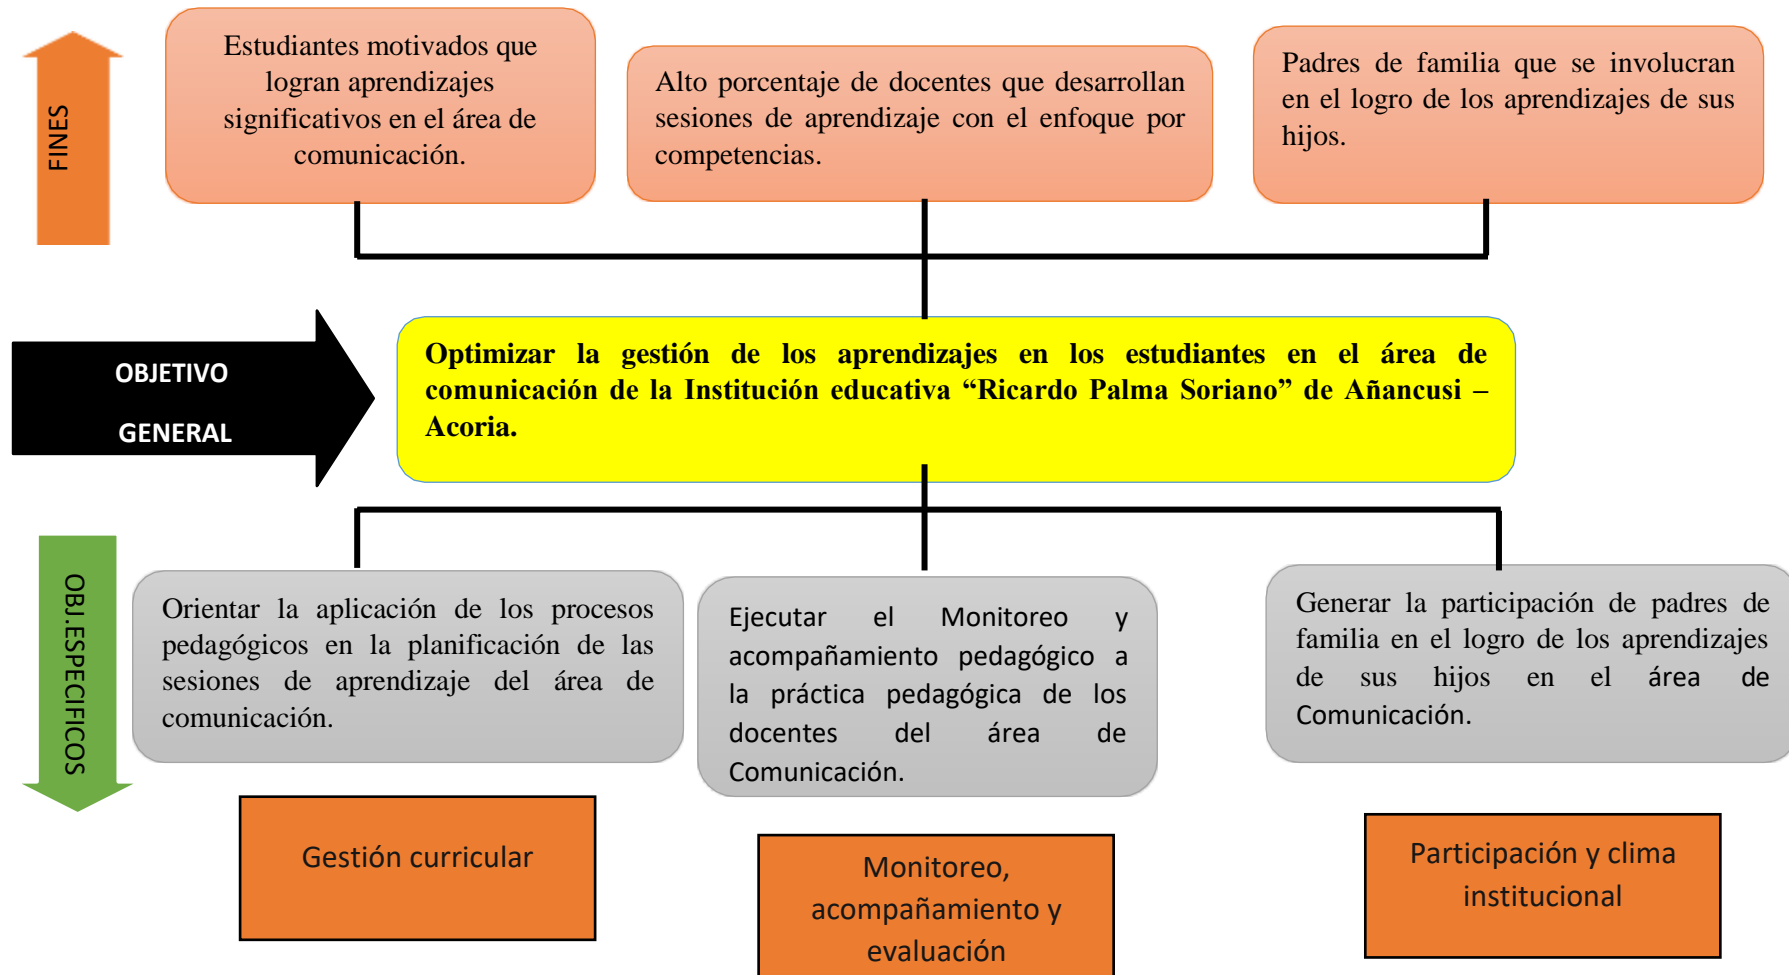 FINES
Estudiantes motivados que
logran aprendizajes
significativos en el área de
comunicación.
Alto porcentaje de docentes que desarrollan
sesiones de aprendizaje con el enfoque por
competencias.
Padres de familia que se involucran
en el logro de los aprendizajes de sus
hijos.
OBJETIVO
GENERAL
Optimizar la gestión de los aprendizajes en los estudiantes en el área de
comunicación de la Institución educativa “Ricardo Palma Soriano” de Añancusi –
Acoria.
OBJ.ESPECIFICOS
Orientar la aplicación de los procesos
pedagógicos en la planificación de las
sesiones de aprendizaje del área de
comunicación.
Ejecutar el Monitoreo y
acompañamiento pedagógico a
la práctica pedagógica de los
docentes del área de
Comunicación.
Generar la participación de padres de
familia en el logro de los aprendizajes
de sus hijos en el área de
Comunicación.
Gestión curricular
Monitoreo,
acompañamiento y
evaluación
Participación y clima
institucional